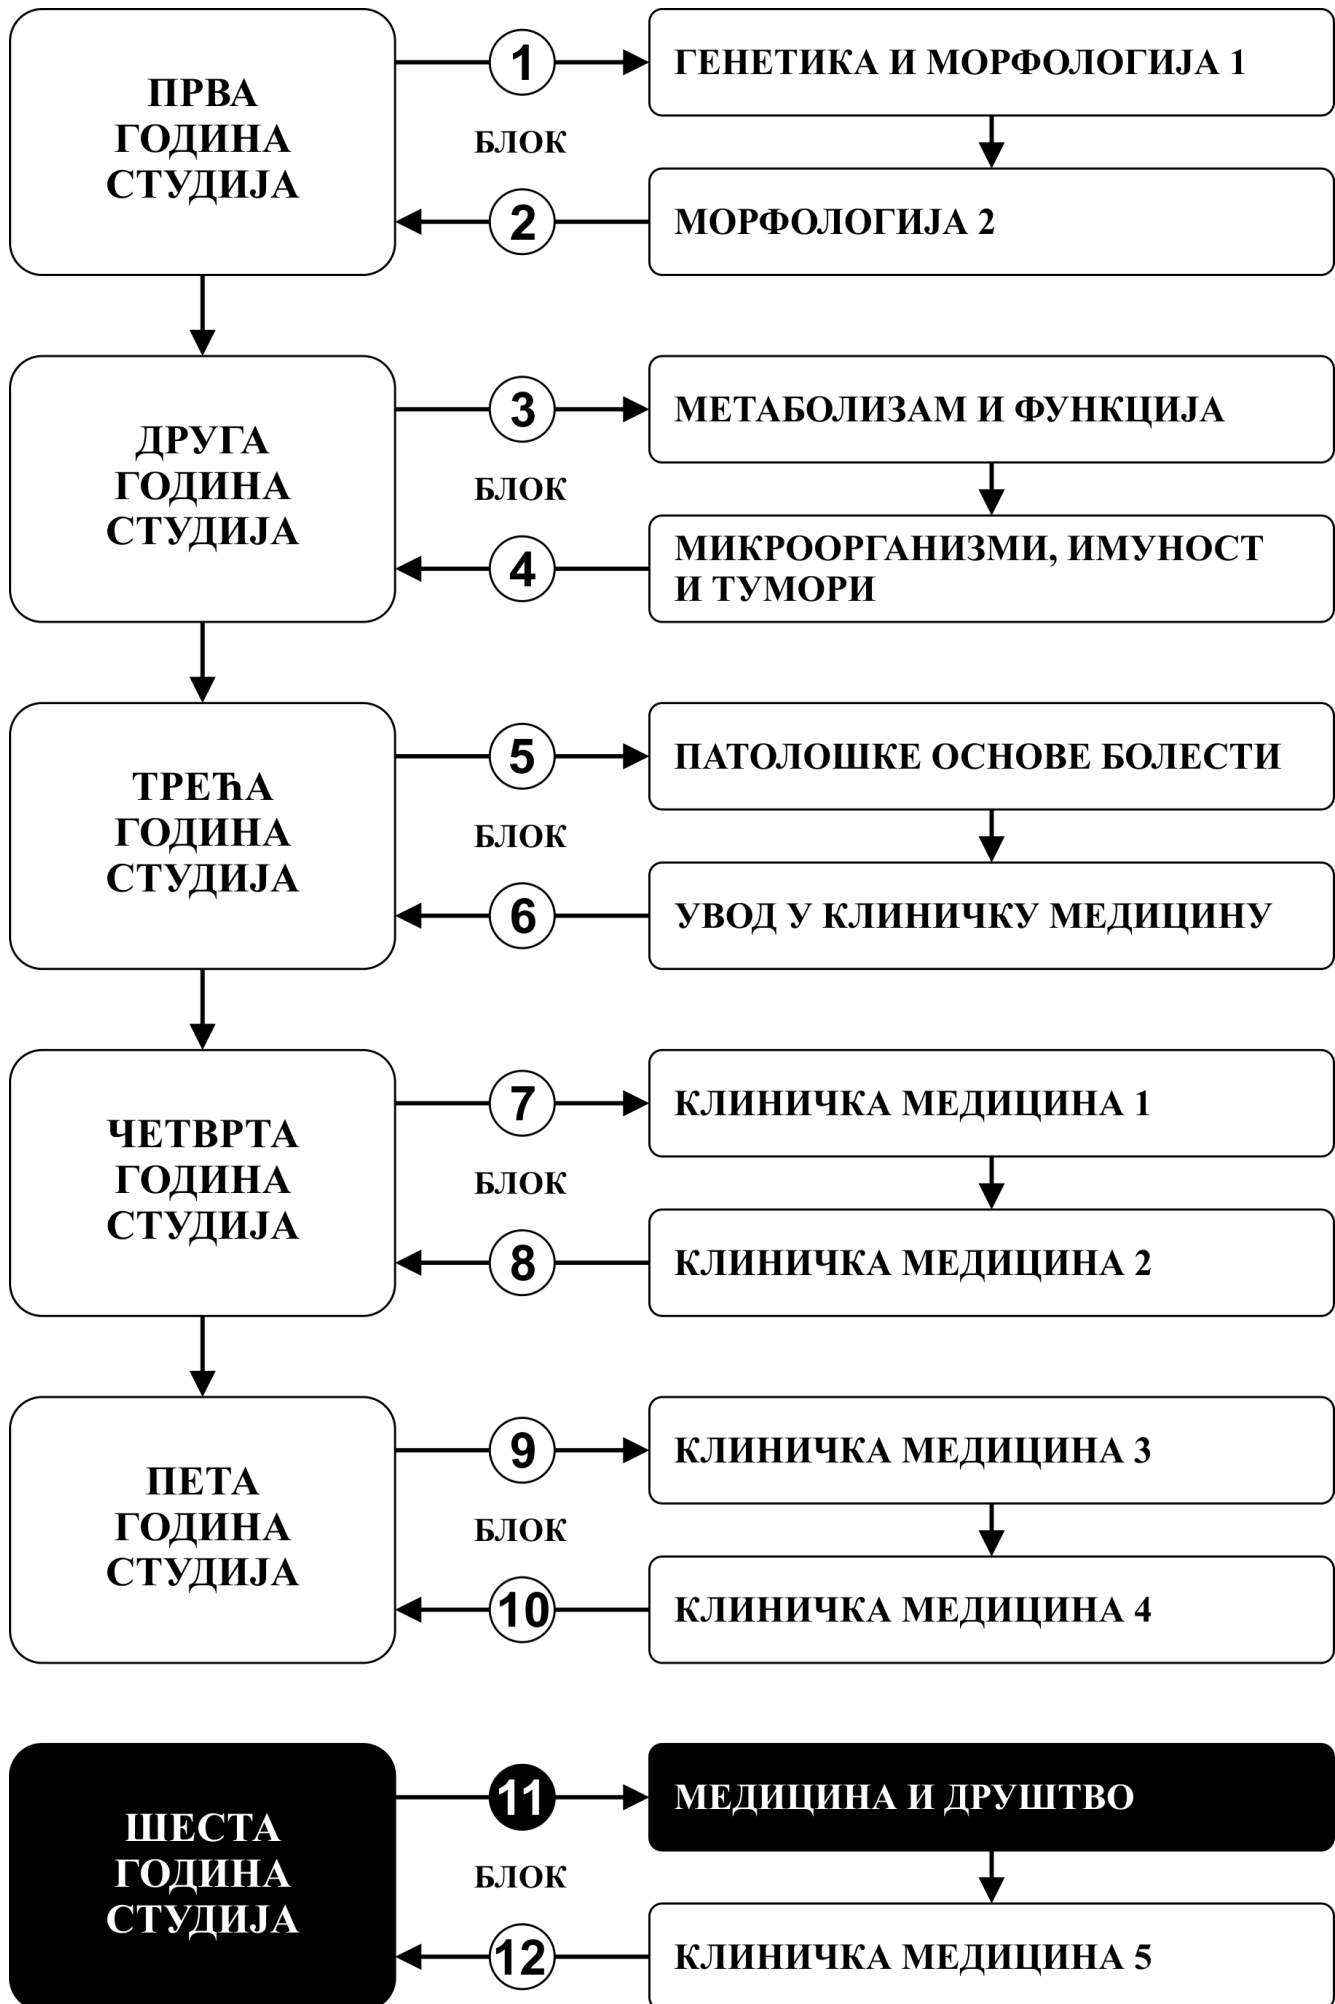 ПРВА
ГОДИНА
СТУДИЈА
1
БЛОК
2
ГЕНЕТИКА И МОРФОЛОГИЈА 1
МОРФОЛОГИЈА 2
ДРУГА
ГОДИНА
СТУДИЈА
3
БЛОК
4
МЕТАБОЛИЗАМ И ФУНКЦИЈА
МИКРООРГАНИЗМИ, ИМУНОСТ
И ТУМОРИ
ТРЕЋА
ГОДИНА
СТУДИЈА
5
БЛОК
6
ПАТОЛОШКЕ ОСНОВЕ БОЛЕСТИ
УВОД У КЛИНИЧКУ МЕДИЦИНУ
ЧЕТВРТА
ГОДИНА
СТУДИЈА
7
БЛОК
8
КЛИНИЧКА МЕДИЦИНА 1
КЛИНИЧКА МЕДИЦИНА 2
ПЕТА
ГОДИНА
СТУДИЈА
9
БЛОК
10
КЛИНИЧКА МЕДИЦИНА 3
КЛИНИЧКА МЕДИЦИНА 4
ШЕСТА
ГОДИНА
СТУДИЈА
11
БЛОК
12
МЕДИЦИНА И ДРУШТВО
КЛИНИЧКА МЕДИЦИНА 5